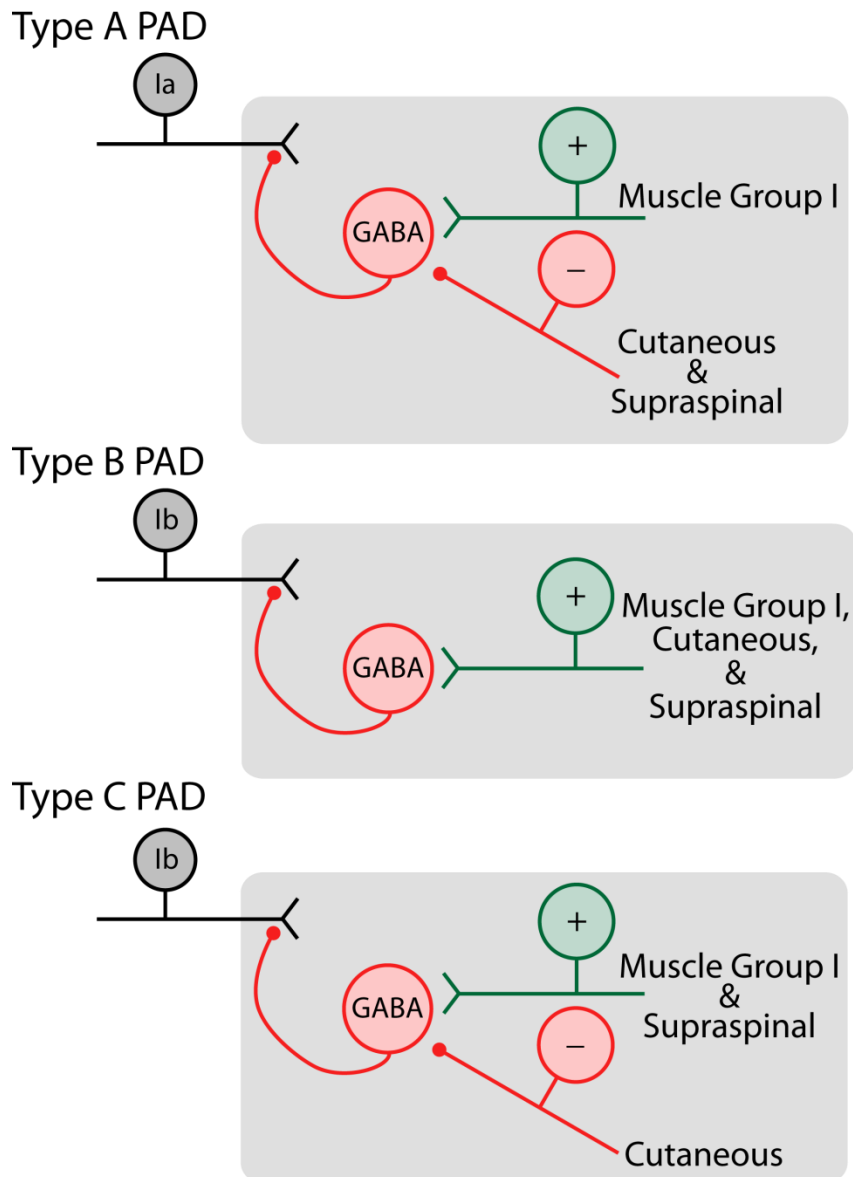 Type A PAD
Ia
+
Muscle Group I
GABA
−
Cutaneous
&
Supraspinal
Type B PAD
Ib
+
Muscle Group I,
Cutaneous,
&
Supraspinal
GABA
Type C PAD
Ib
+
Muscle Group I
&
Supraspinal
GABA
−
Cutaneous